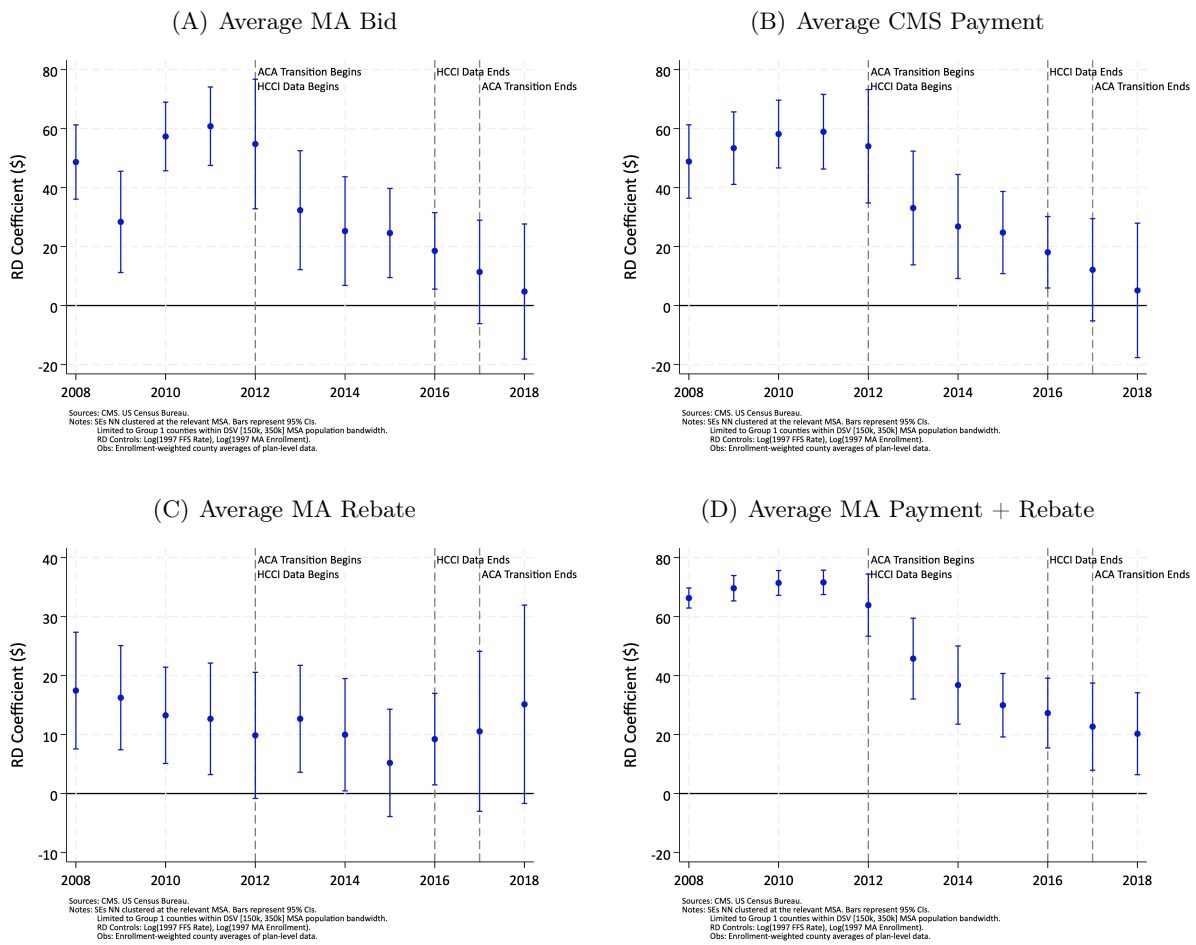 (A) Average MA Bid
80
60
40
20
0
-20
RD Coefficient ($)
ACA Transition Begins
HCCI Data Begins
HCCI Data Ends
ACA Transition Ends
2008 2010 2012 2014 2016 2018
Sources: CMS. US Census Bureau.
Notes: SEs NN clustered at the relevant MSA. Bars represent 95% CIs.
Limited to Group 1 counties within DSV [150k, 350k] MSA population bandwidth.
RD Controls: Log(1997 FFS Rate), Log(1997 MA Enrollment).
Obs: Enrollment-weighted county averages of plan-level data.
(B) Average CMS Payment
80
60
40
20
0
-20
RD Coefficient ($)
ACA Transition Begins
HCCI Data Begins
HCCI Data Ends
ACA Transition Ends
2008 2010 2012 2014 2016 2018
Sources: CMS. US Census Bureau.
Notes: SEs NN clustered at the relevant MSA. Bars represent 95% CIs.
Limited to Group 1 counties within DSV [150k, 350k] MSA population bandwidth.
RD Controls: Log(1997 FFS Rate), Log(1997 MA Enrollment).
Obs: Enrollment-weighted county averages of plan-level data.
(C) Average MA Rebate
40
30
20
10
0
-10
RD Coefficient ($)
ACA Transition Begins
HCCI Data Begins
HCCI Data Ends
ACA Transition Ends
2008 2010 2012 2014 2016 2018
Sources: CMS. US Census Bureau.
Notes: SEs NN clustered at the relevant MSA. Bars represent 95% CIs.
Limited to Group 1 counties within DSV [150k, 350k] MSA population bandwidth.
RD Controls: Log(1997 FFS Rate), Log(1997 MA Enrollment).
Obs: Enrollment-weighted county averages of plan-level data.
(D) Average MA Payment + Rebate
80
60
40
20
0
-20
RD Coefficient ($)
ACA Transition Begins
HCCI Data Begins
HCCI Data Ends
ACA Transition Ends
2008 2010 2012 2014 2016 2018
Sources: CMS. US Census Bureau.
Notes: SEs NN clustered at the relevant MSA. Bars represent 95% CIs.
Limited to Group 1 counties within DSV [150k, 350k] MSA population bandwidth.
RD Controls: Log(1997 FFS Rate), Log(1997 MA Enrollment).
Obs: Enrollment-weighted county averages of plan-level data.